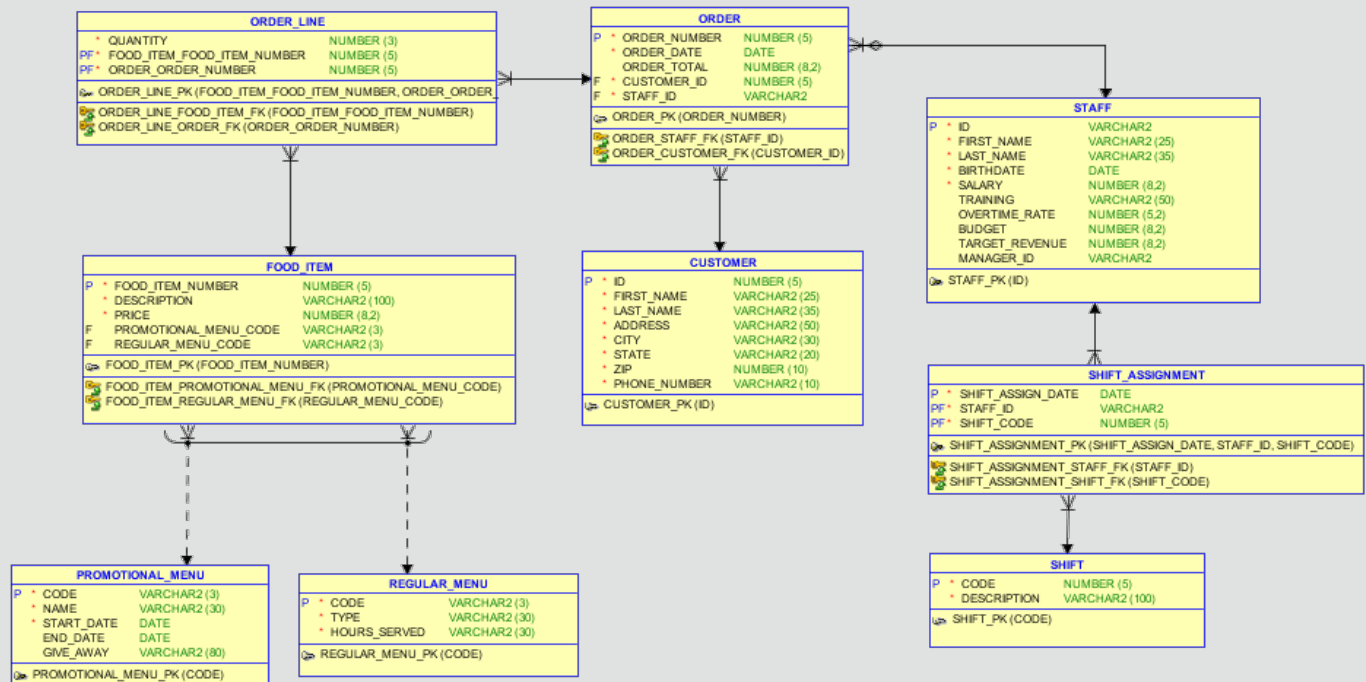 ORDER_LINE
* QUANTITY NUMBER (3)
PF* FOOD_ITEM_FOOD_ITEM_NUMBER NUMBER (5)
PF* ORDER_ORDER_NUMBER NUMBER (5)
ORDER_LINE_PK (FOOD_ITEM_FOOD_ITEM_NUMBER, ORDER_ORDER_
ORDER_LINE_FOOD_ITEM_FK (FOOD_ITEM_FOOD_ITEM_NUMBER)
ORDER_LINE_ORDER_FK (ORDER_ORDER_NUMBER)
ORDER
P * ORDER_NUMBER NUMBER (5)
* ORDER_DATE DATE
ORDER_TOTAL NUMBER (8,2)
F * CUSTOMER_ID NUMBER (5)
F * STAFF_ID VARCHAR2
ORDER_PK (ORDER_NUMBER)
ORDER_STAFF_FK (STAFF_ID)
ORDER_CUSTOMER_FK (CUSTOMER_ID)
STAFF
P * ID VARCHAR2
* FIRST_NAME VARCHAR2 (25)
* LAST_NAME VARCHAR2 (35)
* BIRTHDATE DATE
* SALARY NUMBER (8,2)
TRAINING VARCHAR2 (50)
OVERTIME_RATE NUMBER (5,2)
BUDGET NUMBER (8,2)
TARGET_REVENUE NUMBER (8,2)
MANAGER_ID VARCHAR2
STAFF_PK (ID)
FOOD_ITEM
P * FOOD_ITEM_NUMBER NUMBER (5)
* DESCRIPTION VARCHAR2 (100)
* PRICE NUMBER (8,2)
F PROMOTIONAL_MENU_CODE VARCHAR2 (3)
F REGULAR_MENU_CODE VARCHAR2 (3)
FOOD_ITEM_PK (FOOD_ITEM_NUMBER)
FOOD_ITEM_PROMOTIONAL_MENU_FK (PROMOTIONAL_MENU_CODE)
FOOD_ITEM_REGULAR_MENU_FK (REGULAR_MENU_CODE)
CUSTOMER
P * ID NUMBER (5)
* FIRST_NAME VARCHAR2 (25)
* LAST_NAME VARCHAR2 (35)
* ADDRESS VARCHAR2 (50)
* CITY VARCHAR2 (30)
* STATE VARCHAR2 (20)
* ZIP NUMBER (10)
* PHONE_NUMBER VARCHAR2 (10)
CUSTOMER_PK (ID)
SHIFT_ASSIGNMENT
P * SHIFT_ASSIGN_DATE DATE
PF* STAFF_ID VARCHAR2
PF* SHIFT_CODE NUMBER (5)
SHIFT_ASSIGNMENT_PK (SHIFT_ASSIGN_DATE, STAFF_ID, SHIFT_CODE)
SHIFT_ASSIGNMENT_STAFF_FK (STAFF_ID)
SHIFT_ASSIGNMENT_SHIFT_FK (SHIFT_CODE)
PROMOTIONAL_MENU
P * CODE VARCHAR2 (3)
* NAME VARCHAR2 (30)
* START_DATE DATE
END_DATE DATE
GIVE_AWAY VARCHAR2 (80)
PROMOTIONAL_MENU_PK (CODE)
REGULAR_MENU
P * CODE VARCHAR2 (3)
* TYPE VARCHAR2 (30)
* HOURS_SERVED VARCHAR2 (30)
REGULAR_MENU_PK (CODE)
SHIFT
P * CODE NUMBER (5)
* DESCRIPTION VARCHAR2 (100)
SHIFT_PK (CODE)